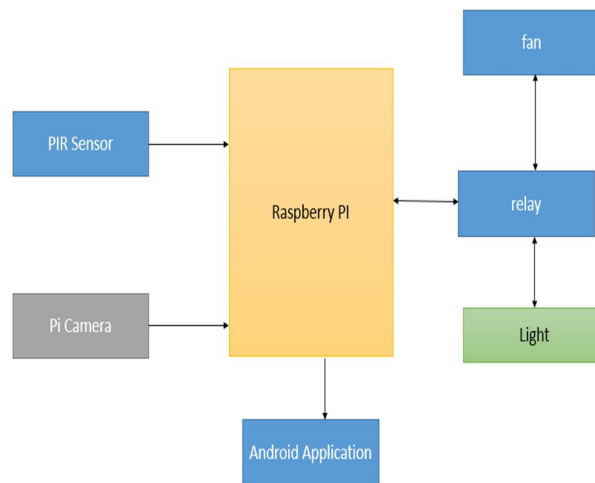 fan
PIR Sensor
Raspberry PI
relay
Pi Camera
Light
Android Application